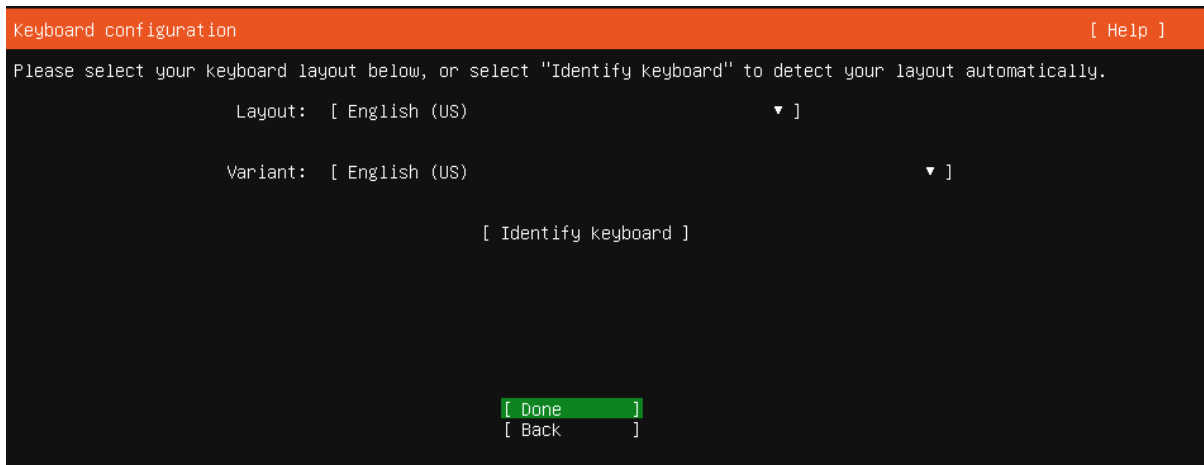 Keyboard configuration [ Help ]
Please select your keyboard layout below, or select "Identify keyboard" to detect your layout automatically.
Layout: [ English (US) ▾ ]
Variant: [ English (US) ▾ ]
[ Identify keyboard ]
[ Done ]
[ Back ]